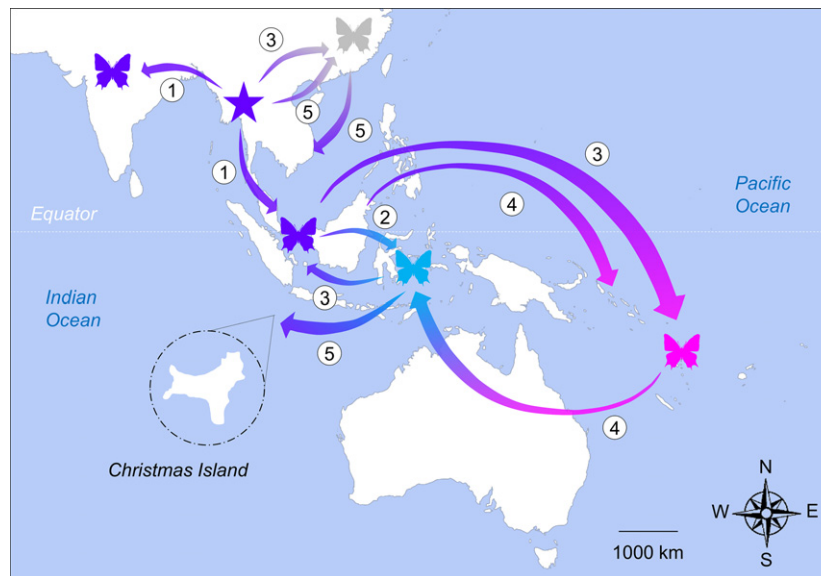 3
1
5
5
3
1
Pacific
Ocean
4
2
Equator
Indian
Ocean
3
5
4
Christmas Island
N
W
E
S
1000 km